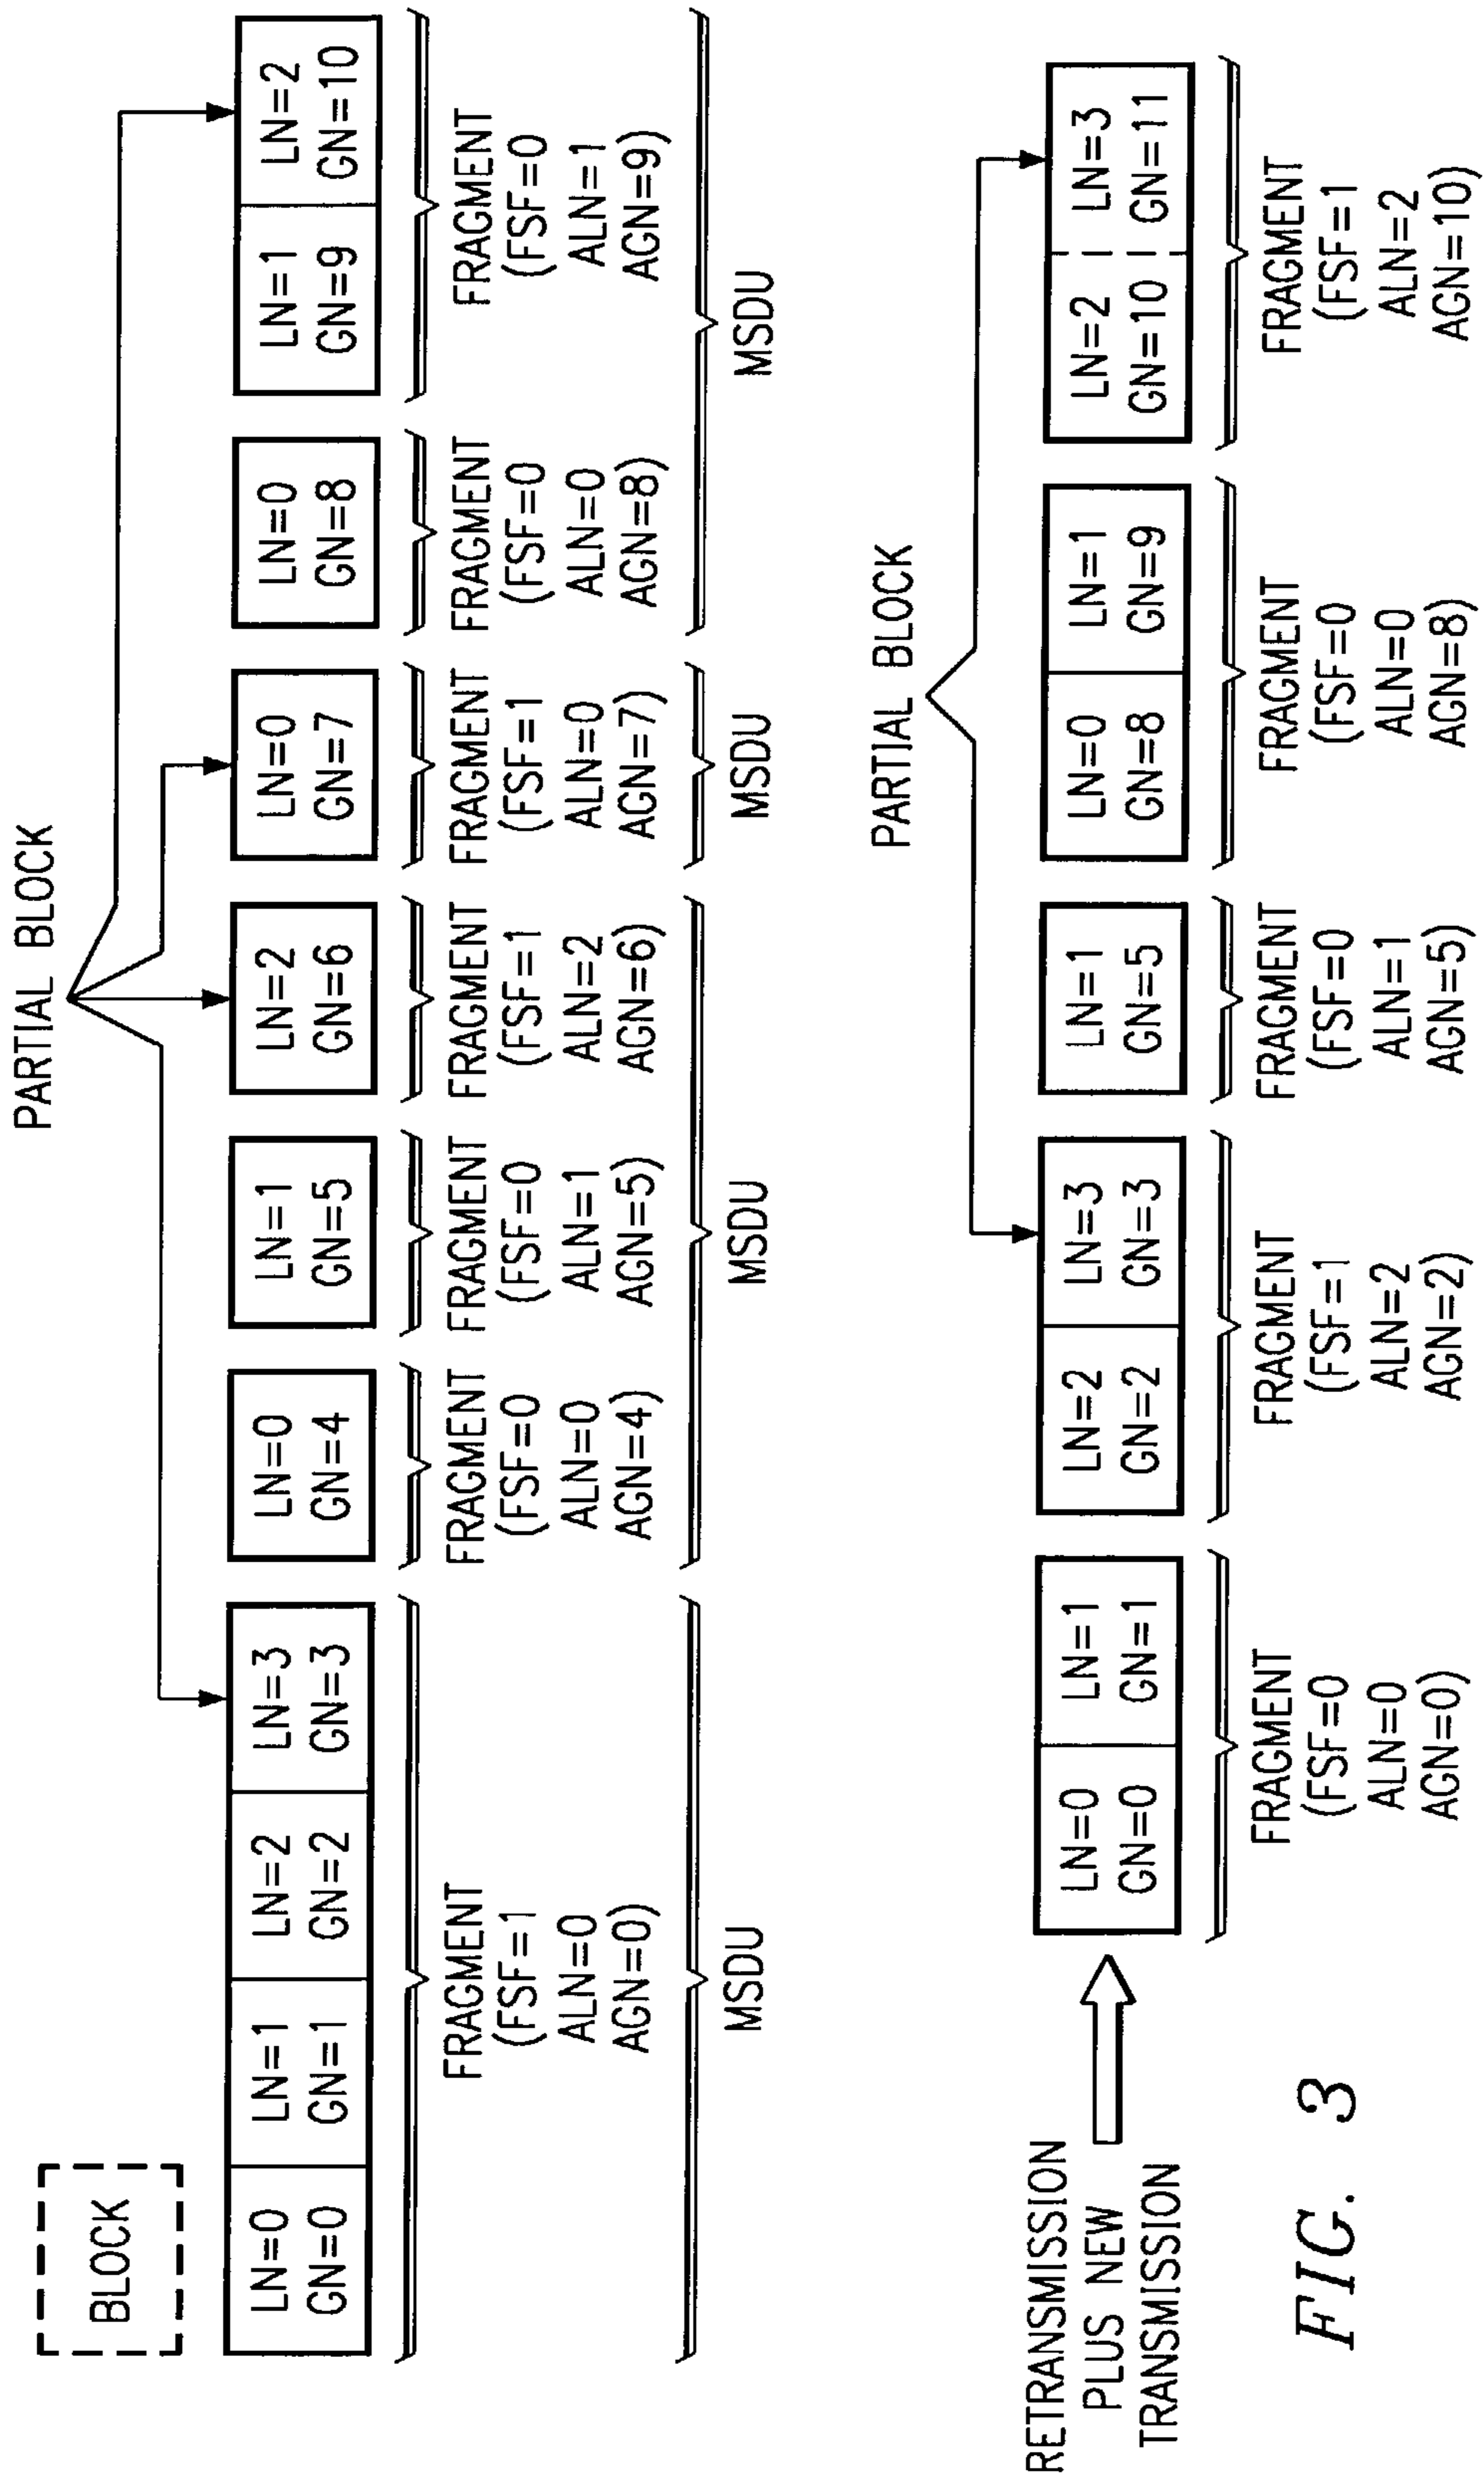 BLOCK
PARTIAL BLOCK
LN=0
GN=0
LN=1
GN=1
LN=2
GN=2
LN=3
GN=3
LN=0
GN=4
LN=1
GN=5
LN=2
GN=6
LN=0
GN=7
LN=0
GN=8
LN=1
GN=9
LN=2
GN=10
FRAGMENT
(FSF=1
ALN=0
AGN=0)
FRAGMENT
(FSF=0
ALN=0
AGN=4)
FRAGMENT
(FSF=0
ALN=1
AGN=5)
FRAGMENT
(FSF=1
ALN=2
AGN=6)
FRAGMENT
(FSF=1
ALN=0
AGN=7)
FRAGMENT
(FSF=0
ALN=0
AGN=8)
FRAGMENT
(FSF=0
ALN=1
AGN=9)
MSDU
MSDU
MSDU
MSDU
PARTIAL BLOCK
RETRANSMISSION
PLUS NEW
TRANSMISSION
LN=0
GN=0
LN=1
GN=1
LN=2
GN=2
LN=3
GN=3
LN=1
GN=5
LN=0
GN=8
LN=1
GN=9
LN=2
GN=10
LN=3
GN=11
FRAGMENT
(FSF=0
ALN=0
AGN=0)
FRAGMENT
(FSF=1
ALN=2
AGN=2)
FRAGMENT
(FSF=0
ALN=1
AGN=5)
FRAGMENT
(FSF=0
ALN=0
AGN=8)
FRAGMENT
(FSF=1
ALN=2
AGN=10)
FIG. 3